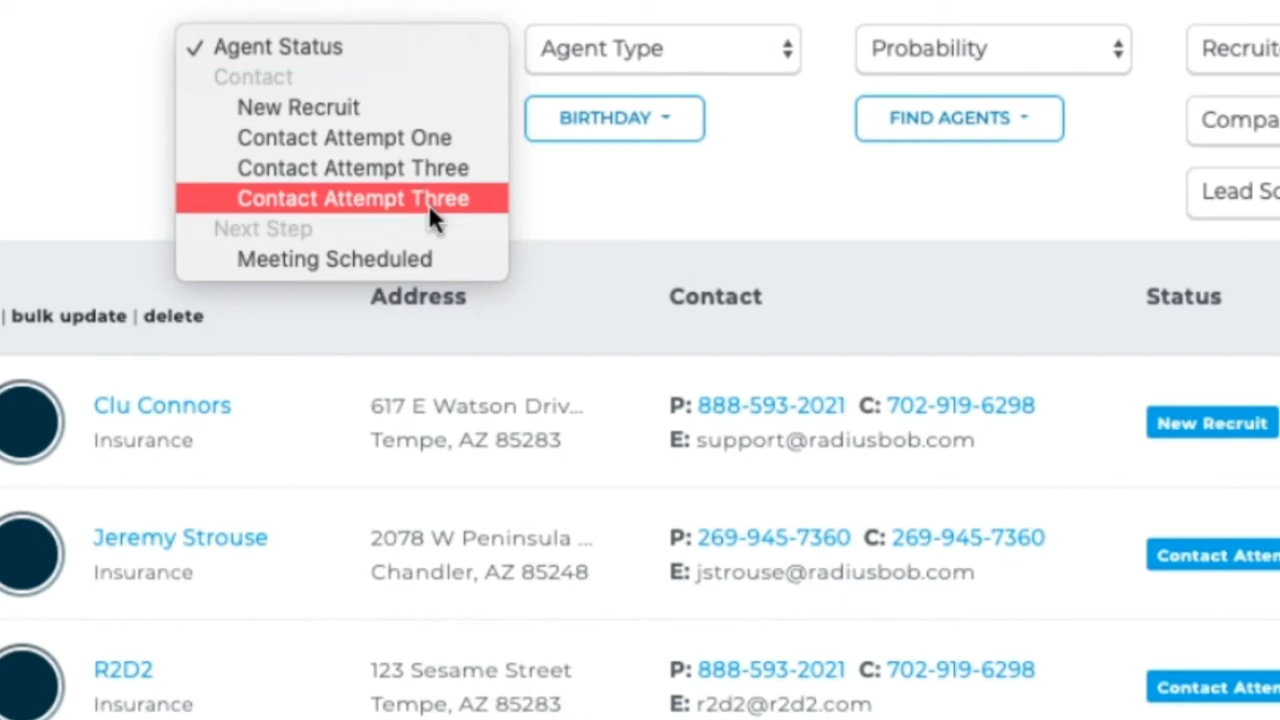 ✓ Agent Status
Contact
New Recruit
Contact Attempt One
Contact Attempt Three
Contact Attempt Three
Next Step
Meeting Scheduled
Agent Type
Probability
Recruit
BIRTHDAY
FIND AGENTS
Compa
Lead So
| bulk update | delete
Address
Contact
Status
Clu Connors
Insurance
617 E Watson Driv...
Tempe, AZ 85283
P: 888-593-2021 C: 702-919-6298
E: support@radiusbob.com
New Recruit
Jeremy Strouse
Insurance
2078 W Peninsula ...
Chandler, AZ 85248
P: 269-945-7360 C: 269-945-7360
E: jstrouse@radiusbob.com
Contact Atten
R2D2
Insurance
123 Sesame Street
Tempe, AZ 85283
P: 888-593-2021 C: 702-919-6298
E: r2d2@r2d2.com
Contact Atten